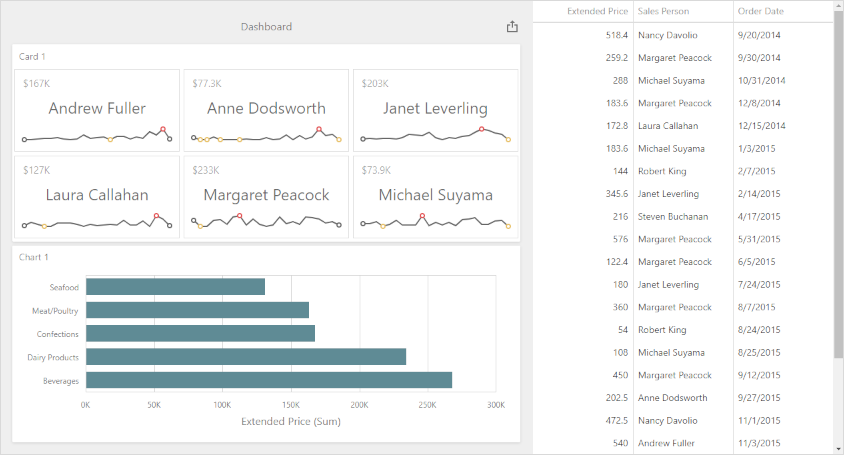 Dashboard
Card 1
$167K
Andrew Fuller
$77.3K
Anne Dodsworth
$203K
Janet Leverling
$127K
Laura Callahan
$233K
Margaret Peacock
$73.9K
Michael Suyama
Chart 1
Seafood
Meat/Poultry
Confections
Dairy Products
Beverages
0K 50K 100K 150K 200K 250K 300K
Extended Price (Sum)
Extended Price Sales Person Order Date
518.4 Nancy Davolio 9/20/2014
259.2 Margaret Peacock 9/30/2014
288 Michael Suyama 10/31/2014
183.6 Margaret Peacock 12/8/2014
172.8 Laura Callahan 12/15/2014
183.6 Michael Suyama 1/3/2015
144 Robert King 2/7/2015
345.6 Janet Leverling 2/14/2015
216 Steven Buchanan 4/17/2015
576 Margaret Peacock 5/31/2015
122.4 Margaret Peacock 6/5/2015
180 Janet Leverling 7/24/2015
360 Margaret Peacock 8/7/2015
54 Robert King 8/24/2015
108 Michael Suyama 8/25/2015
450 Margaret Peacock 9/12/2015
202.5 Anne Dodsworth 9/27/2015
472.5 Nancy Davolio 11/1/2015
540 Andrew Fuller 11/3/2015